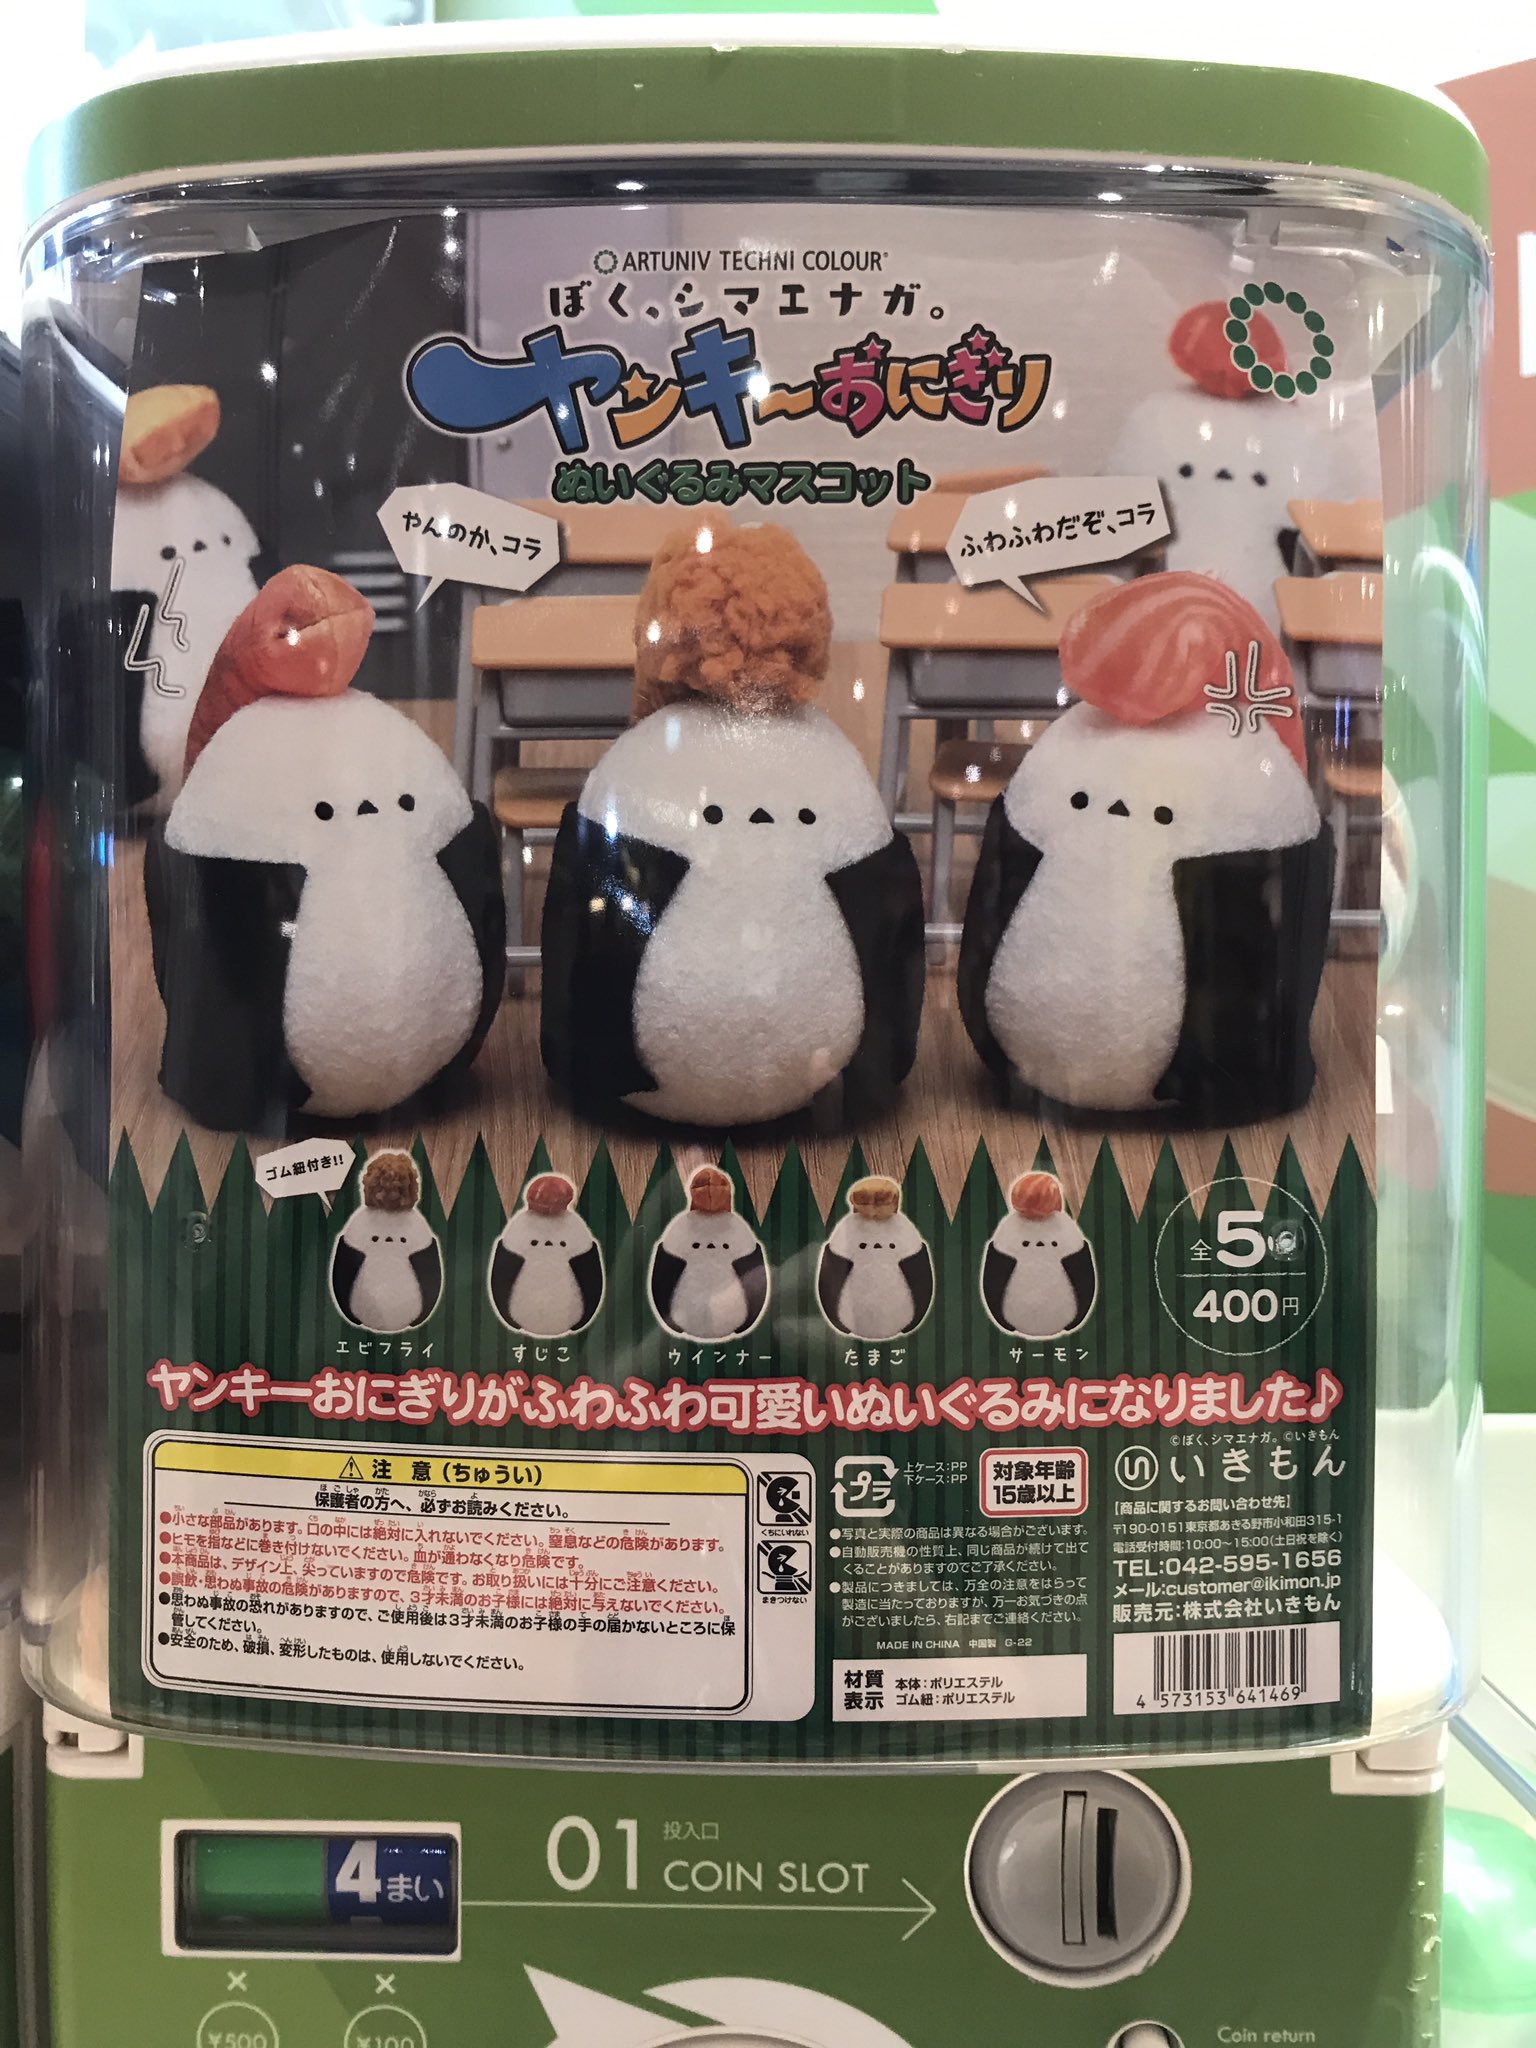 ARTUNIV TECHNI COLOUR
ぼく、シマエナガ。
ヤンキーおにぎり
ぬいぐるみマスコット
やんのか、コラ
ふわふわだぞ、コラ
ゴム紐付き!!
エビフライ
すじこ
ウインナー
たまご
サーモン
全5
400円
ヤンキーおにぎりがふわふわ可愛いぬいぐるみになりました♪
注 意(ちゅうい)
保護者の方へ、必ずお読みください。
●小さな部品があります。口の中には絶対に入れないでください。窒息などの危険があります。
●ヒモを指などに巻き付けないでください。血が通わなくなり危険です。
●本商品は、デザイン上、尖っていますので危険です。お取り扱いには十分にご注意ください。
●誤飲・思わぬ事故の危険がありますので、3才未満のお子様には絶対に与えないでください。
●思わぬ事故の恐れがありますので、ご使用後は3才未満のお子様の手の届かないところに保
管してください。
●安全のため、破損、変形したものは、使用しないでください。
くちにいれない
まきつけない
プラ
上ケース:PP
下ケース:PP
対象年齢
15歳以上
●写真と実際の商品は異なる場合がございます。
●自動販売機の性質上、同じ商品が続けて出て
くることがありますのでご了承ください。
●製品につきましては、万全の注意をはらって
製造に当たっておりますが、万一お気づきの点
がございましたら、右記までご連絡ください。
MADE IN CHINA 中国製 G-22
材質
表示
本体:ポリエステル
ゴム紐:ポリエステル
©ぼく、シマエナガ。©いきもん
いきもん
【商品に関するお問い合わせ先】
〒190-0151東京都あきる野市小和田315-1
電話受付時間:10:00〜15:00(土日祝を除く)
TEL:042-595-1656
メール:customer@ikimon.jp
販売元:株式会社いきもん
4 573153 641469
4まい
01 投入口
COIN SLOT
×
×
¥500
¥100
Coin return